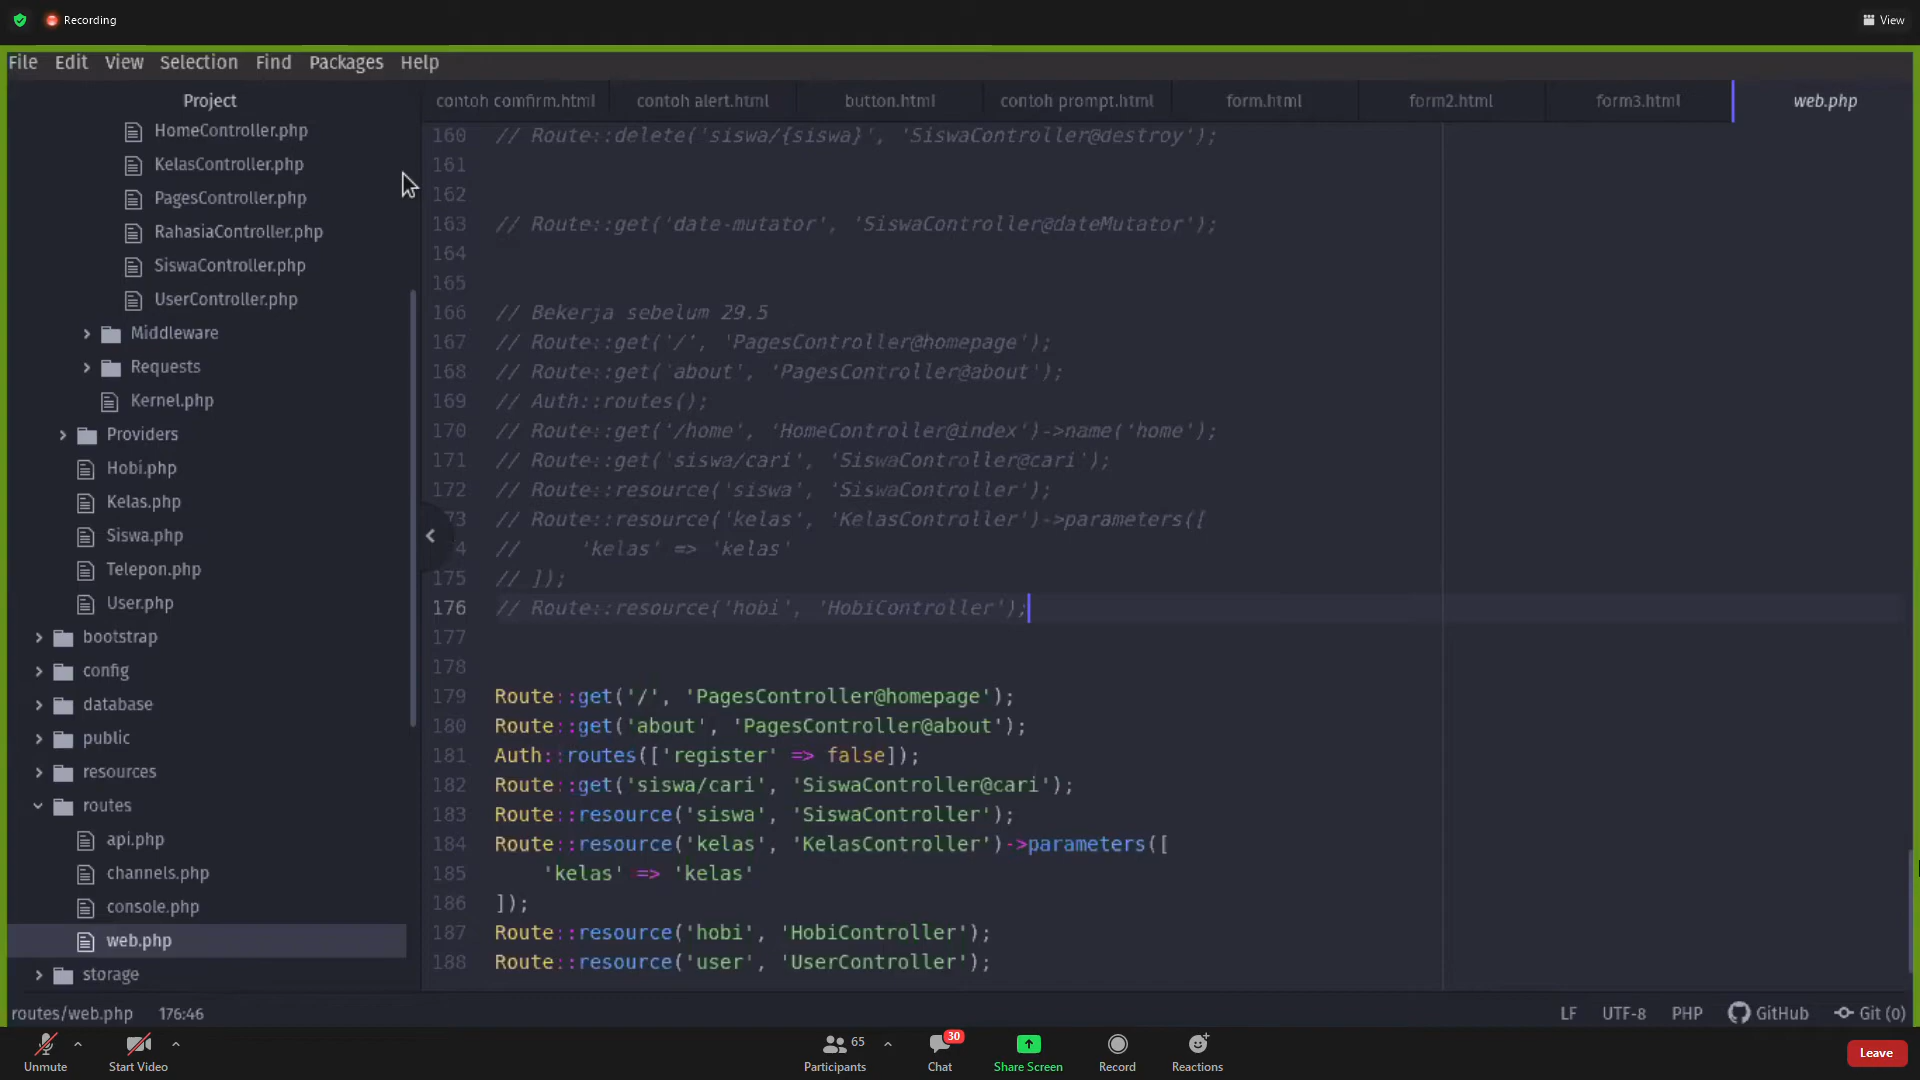 Recording
View
File Edit View Selection Find Packages Help
Project
contoh comfirm.html
contoh alert.html
button.html
contoh prompt.html
form.html
form2.html
form3.html
web.php
HomeController.php
KelasController.php
PagesController.php
RahasiaController.php
SiswaController.php
UserController.php
Middleware
Requests
Kernel.php
Providers
Hobi.php
Kelas.php
Siswa.php
Telepon.php
User.php
bootstrap
config
database
public
resources
routes
api.php
channels.php
console.php
web.php
storage
160 // Route::delete('siswa/{siswa}', 'SiswaController@destroy');
161
162
163 // Route::get('date-mutator', 'SiswaController@dateMutator');
164
165
166 // Bekerja sebelum 29.5
167 // Route::get('/', 'PagesController@homepage');
168 // Route::get('about', 'PagesController@about');
169 // Auth::routes();
170 // Route::get('/home', 'HomeController@index')->name('home');
171 // Route::get('siswa/cari', 'SiswaController@cari');
172 // Route::resource('siswa', 'SiswaController');
73 // Route::resource('kelas', 'KelasController')->parameters([
4 //     'kelas' => 'kelas'
175 // ]);
176 // Route::resource('hobi', 'HobiController');
177
178
179 Route::get('/', 'PagesController@homepage');
180 Route::get('about', 'PagesController@about');
181 Auth::routes(['register' => false]);
182 Route::get('siswa/cari', 'SiswaController@cari');
183 Route::resource('siswa', 'SiswaController');
184 Route::resource('kelas', 'KelasController')->parameters([
185     'kelas' => 'kelas'
186 ]);
187 Route::resource('hobi', 'HobiController');
188 Route::resource('user', 'UserController');
routes/web.php 176:46
LF UTF-8 PHP GitHub Git (0)
Unmute
Start Video
65
Participants
30
Chat
Share Screen
Record
Reactions
Leave